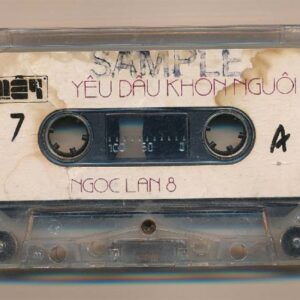 SAMPLE
YÊU DẤU KHÔN NGUÔI
7
A
100 50 0
NGỌC LAN 8